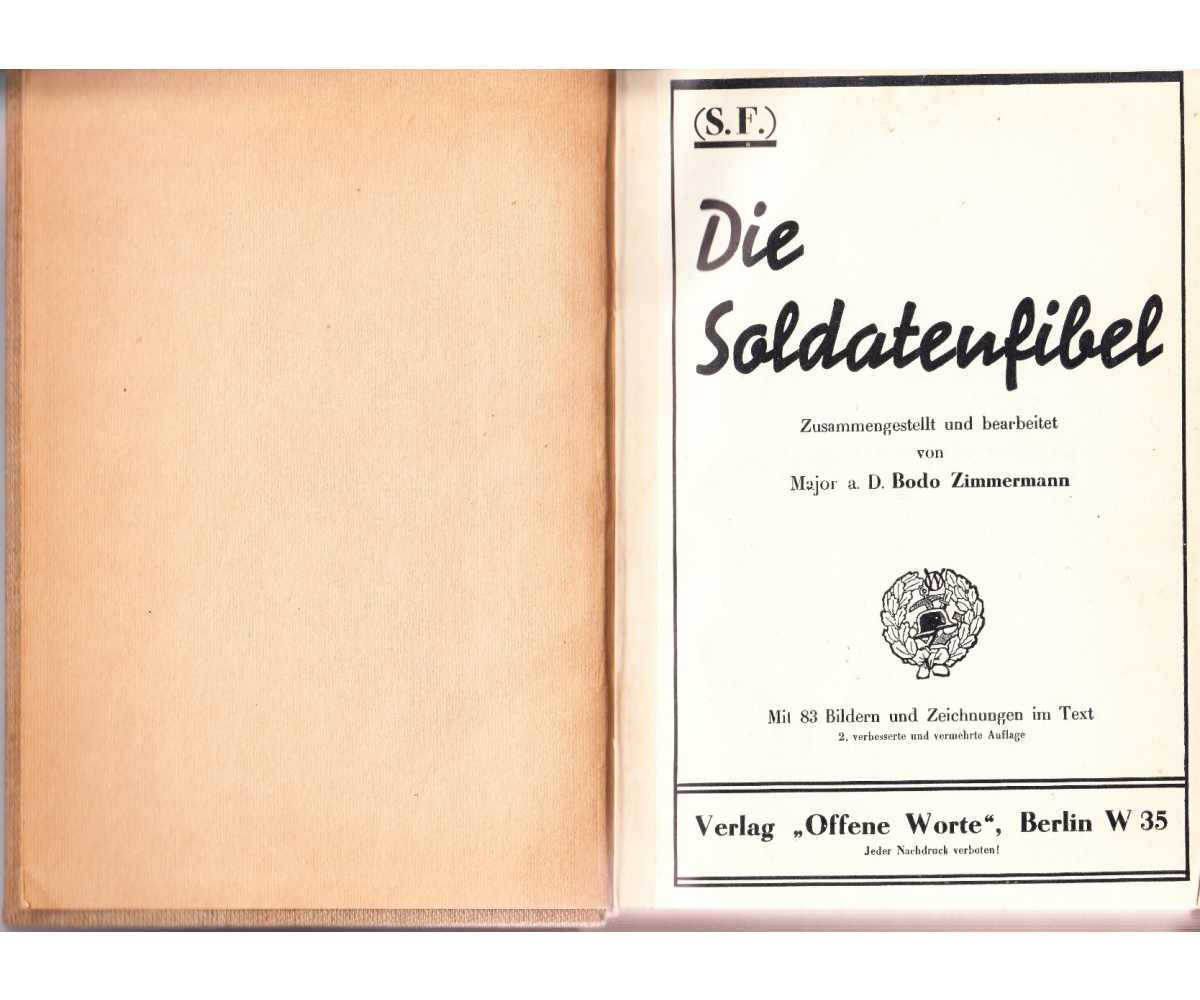 (S.F.)
Die
Soldatenfibel
Zusammengestellt und bearbeitet
von
Major a. D. Bodo Zimmermann
Mit 83 Bildern und Zeichnungen im Text
2. verbesserte und vermehrte Auflage
Verlag „Offene Worte“, Berlin W 35
Jeder Nachdruck verboten!